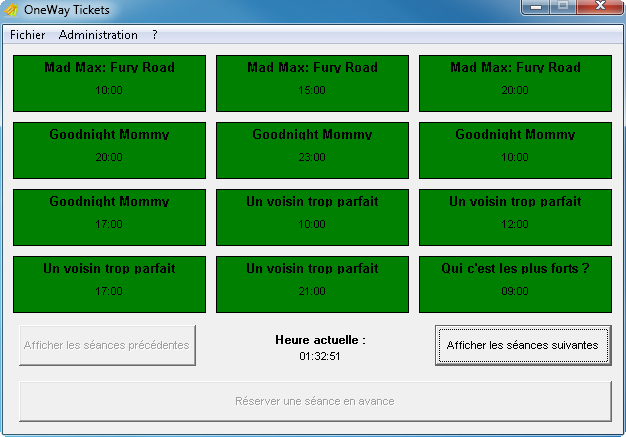 OneWay Tickets
Fichier Administration ?
Mad Max: Fury Road
10:00
Mad Max: Fury Road
15:00
Mad Max: Fury Road
20:00
Goodnight Mommy
20:00
Goodnight Mommy
23:00
Goodnight Mommy
10:00
Goodnight Mommy
17:00
Un voisin trop parfait
10:00
Un voisin trop parfait
12:00
Un voisin trop parfait
17:00
Un voisin trop parfait
21:00
Qui c'est les plus forts ?
09:00
Afficher les séances précédentes
Heure actuelle :
01:32:51
Afficher les séances suivantes
Réserver une séance en avance